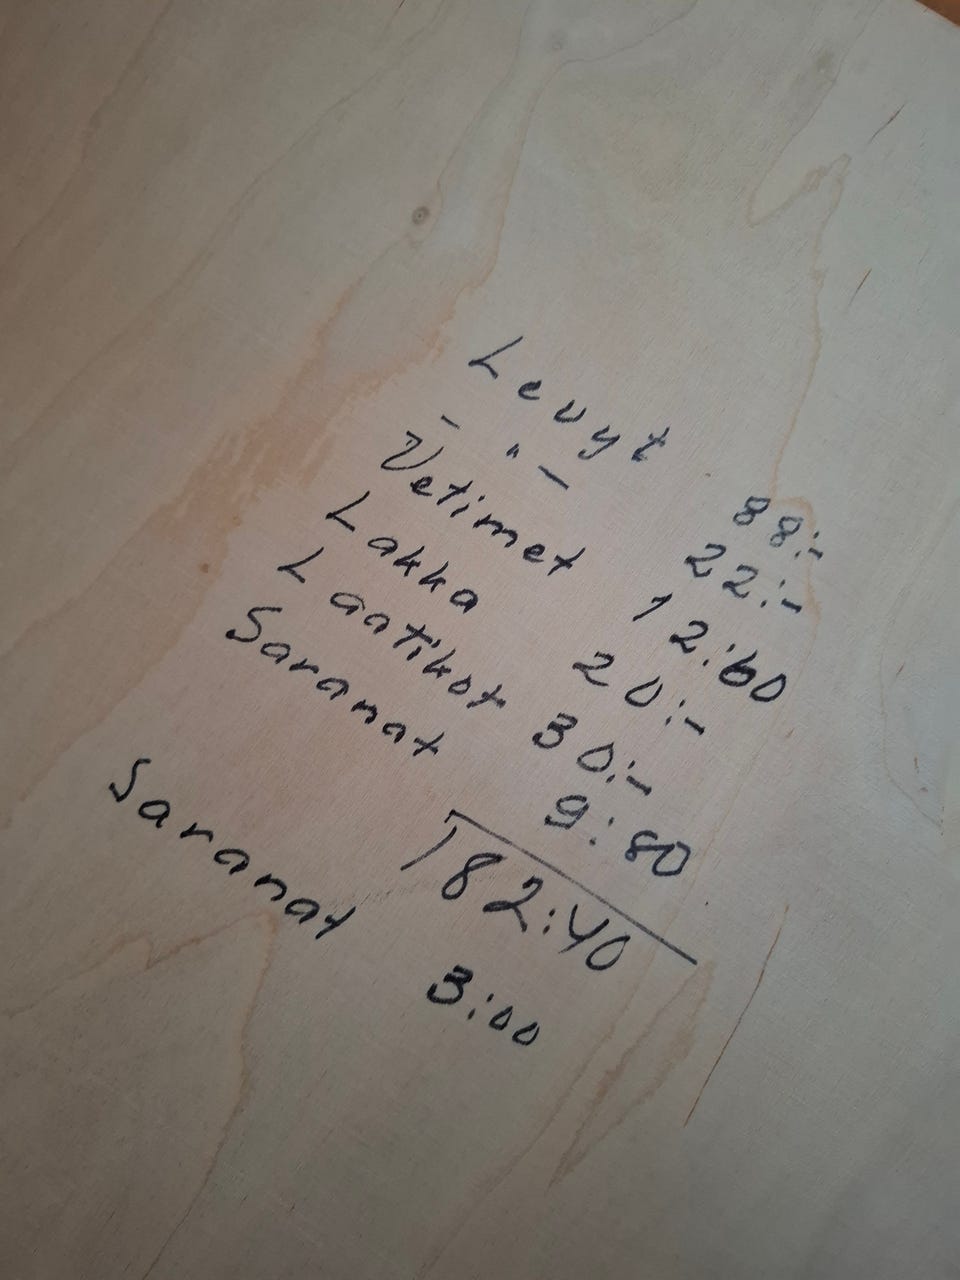 Levyt 88:-
-"- 22:-
Vetimet 12:60
Lakka 20:-
Laatikot 30:-
Saranat 9:80
182:40
Saranat 3:00